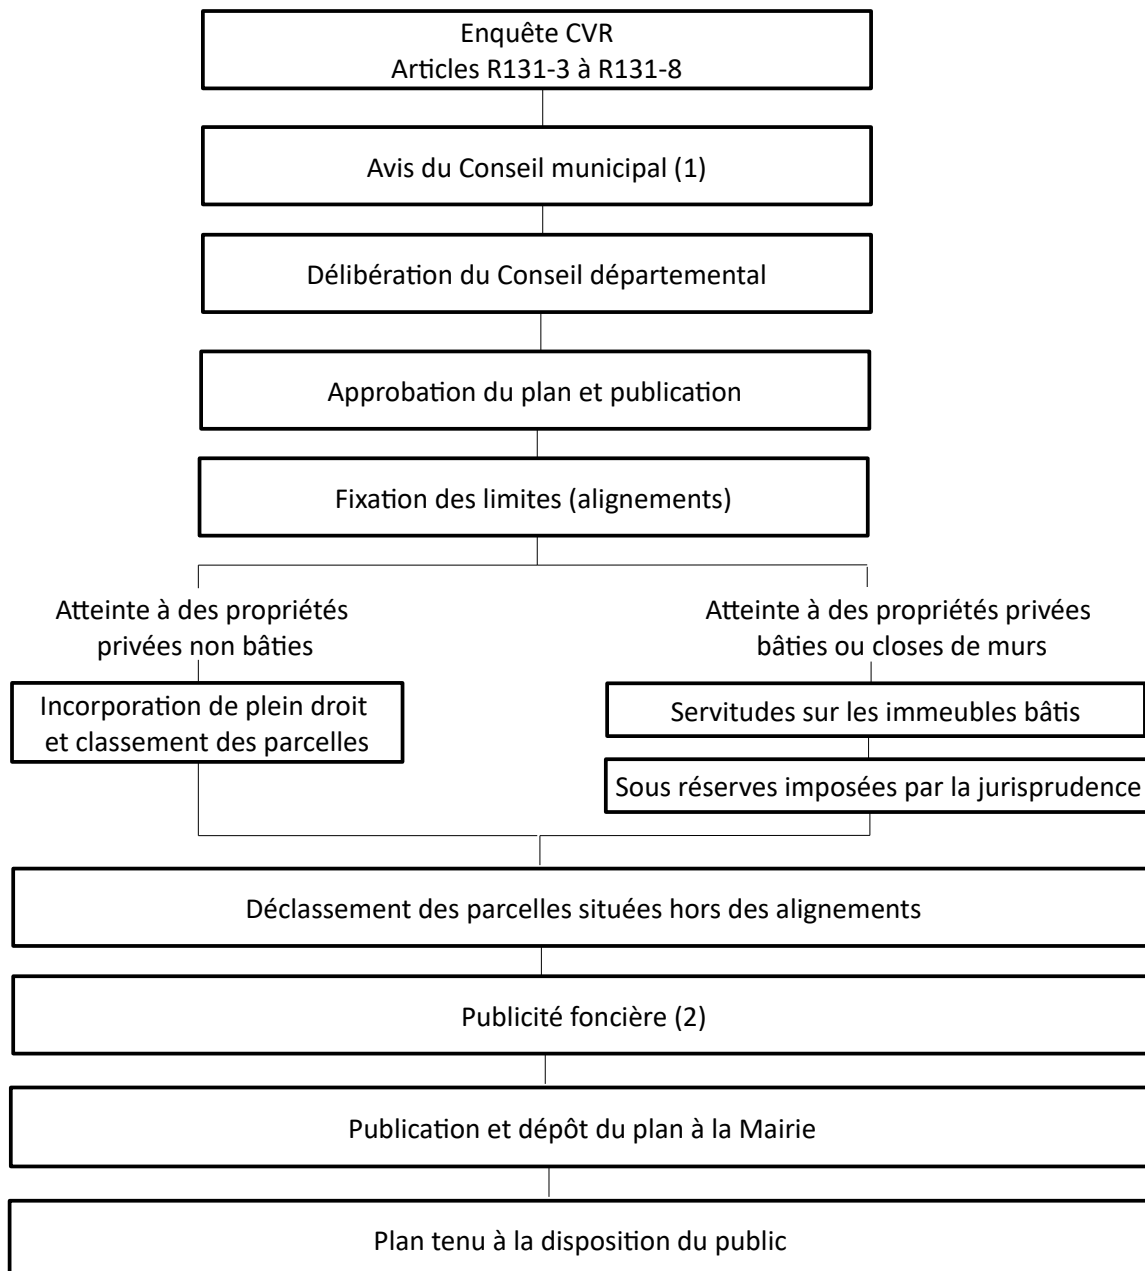 Enquête CVR
Articles R131-3 à R131-8
Avis du Conseil municipal (1)
Délibération du Conseil départemental
Approbation du plan et publication
Fixation des limites (alignements)
Atteinte à des propriétés
privées non bâties
Incorporation de plein droit
et classement des parcelles
Atteinte à des propriétés privées
bâties ou closes de murs
Servitudes sur les immeubles bâtis
Sous réserves imposées par la jurisprudence
Déclassement des parcelles situées hors des alignements
Publicité foncière (2)
Publication et dépôt du plan à la Mairie
Plan tenu à la disposition du public